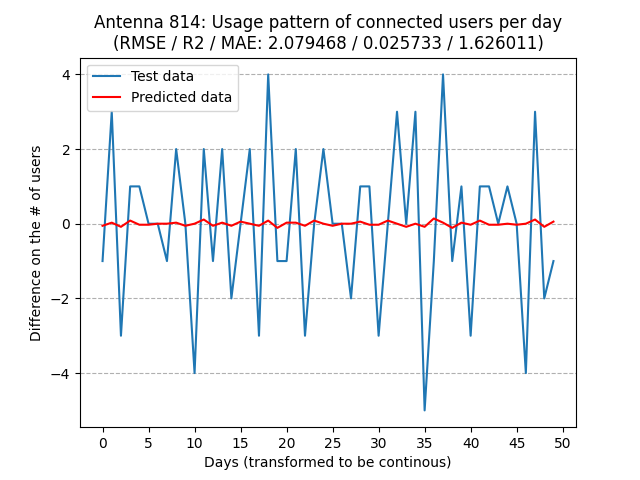 Antenna 814: Usage pattern of connected users per day
(RMSE / R2 / MAE: 2.079468 / 0.025733 / 1.626011)
Test data
Predicted data
4
2
0
−2
−4
Difference on the # of users
0 5 10 15 20 25 30 35 40 45 50
Days (transformed to be continous)